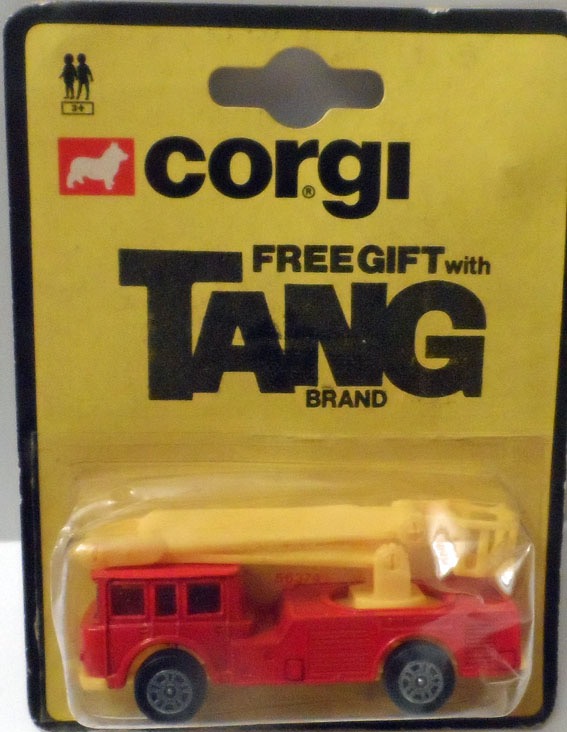 3+
corgi®
FREE GIFT with
TANG
BRAND